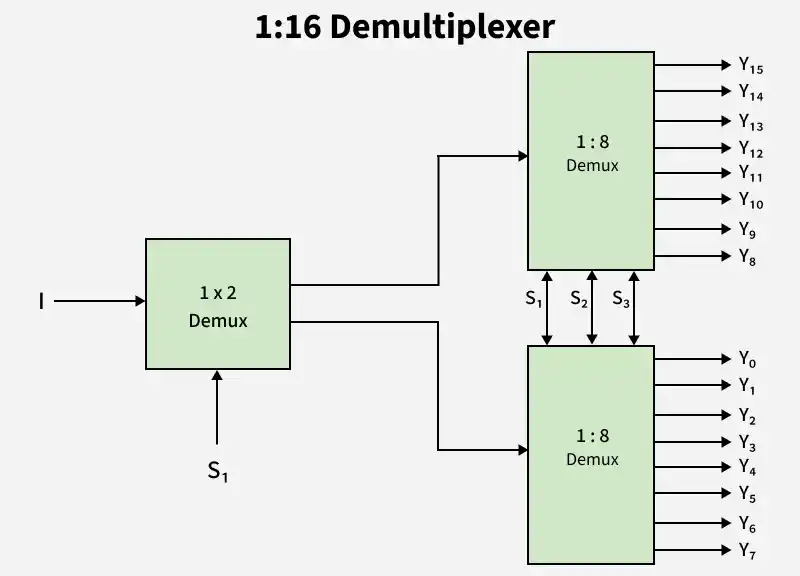 1:16 Demultiplexer
I
1 x 2
Demux
S₁
1 : 8
Demux
Y₁₅
Y₁₄
Y₁₃
Y₁₂
Y₁₁
Y₁₀
Y₉
Y₈
S₁ S₂ S₃
1 : 8
Demux
Y₀
Y₁
Y₂
Y₃
Y₄
Y₅
Y₆
Y₇